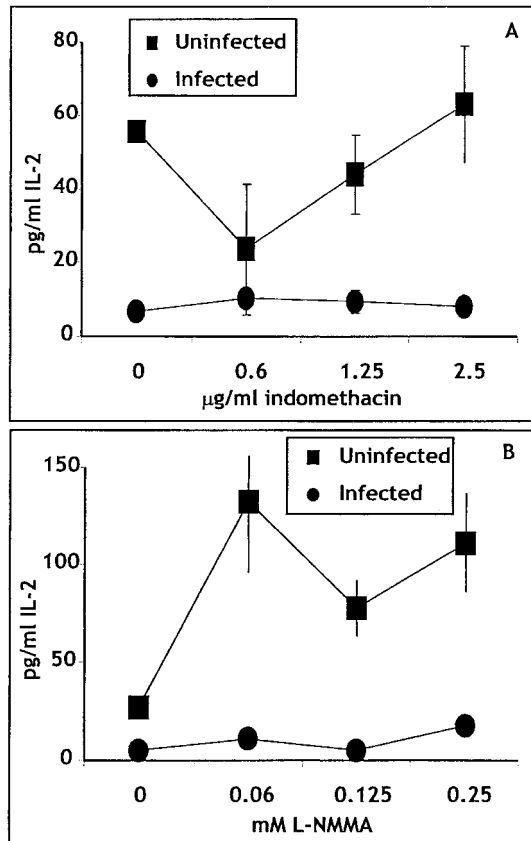 A
Uninfected
Infected
80
60
40
20
0
pg/ml IL-2
0 0.6 1.25 2.5
μg/ml indomethacin
B
Uninfected
Infected
150
100
50
0
pg/ml IL-2
0 0.06 0.125 0.25
mM L-NMMA